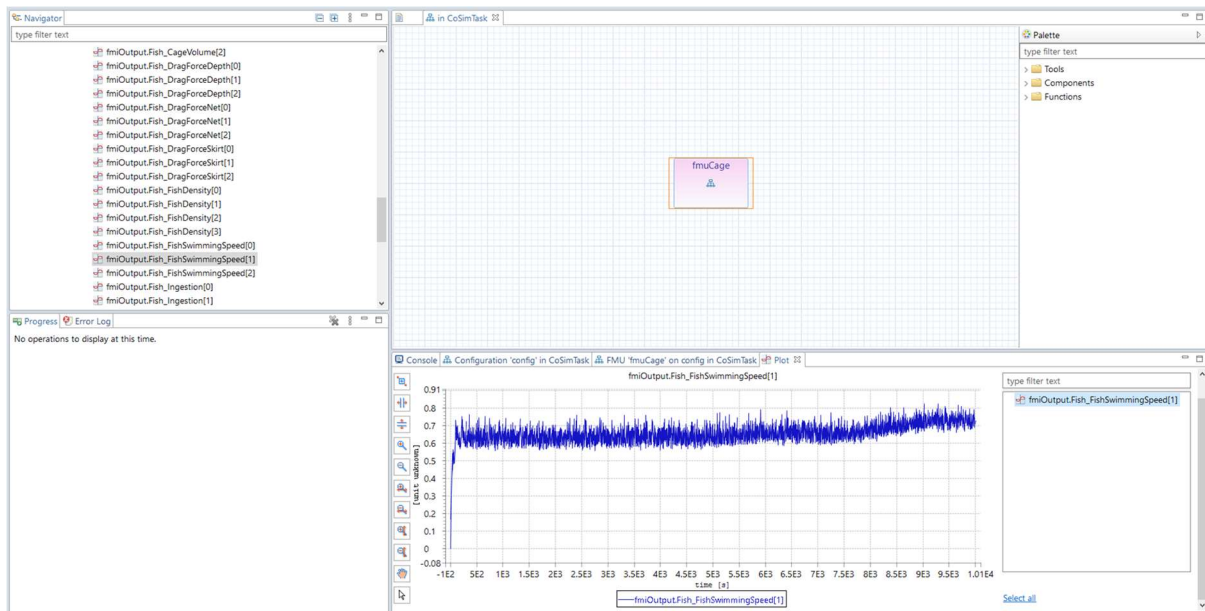 Navigator
type filter text
fmiOutput.Fish_CageVolume[2]
fmiOutput.Fish_DragForceDepth[0]
fmiOutput.Fish_DragForceDepth[1]
fmiOutput.Fish_DragForceDepth[2]
fmiOutput.Fish_DragForceNet[0]
fmiOutput.Fish_DragForceNet[1]
fmiOutput.Fish_DragForceNet[2]
fmiOutput.Fish_DragForceSkirt[0]
fmiOutput.Fish_DragForceSkirt[1]
fmiOutput.Fish_DragForceSkirt[2]
fmiOutput.Fish_FishDensity[0]
fmiOutput.Fish_FishDensity[1]
fmiOutput.Fish_FishDensity[2]
fmiOutput.Fish_FishDensity[3]
fmiOutput.Fish_FishSwimmingSpeed[0]
fmiOutput.Fish_FishSwimmingSpeed[1]
fmiOutput.Fish_FishSwimmingSpeed[2]
fmiOutput.Fish_Ingestion[0]
fmiOutput.Fish_Ingestion[1]
Progress Error Log
No operations to display at this time.
in CoSimTask
fmuCage
Palette
type filter text
Tools
Components
Functions
Console Configuration 'config' in CoSimTask FMU 'fmuCage' on config in CoSimTask Plot
fmiOutput.Fish_FishSwimmingSpeed[1]
0.91
0.8
0.7
0.6
0.5
0.4
0.3
0.2
0.1
0
-0.08
[unit unknown]
-1E2 5E2 1E3 1.5E3 2E3 2.5E3 3E3 3.5E3 4E3 4.5E3 5E3 5.5E3 6E3 6.5E3 7E3 7.5E3 8E3 8.5E3 9E3 9.5E3 1.01E4
time [s]
fmiOutput.Fish_FishSwimmingSpeed[1]
type filter text
fmiOutput.Fish_FishSwimmingSpeed[1]
Select all